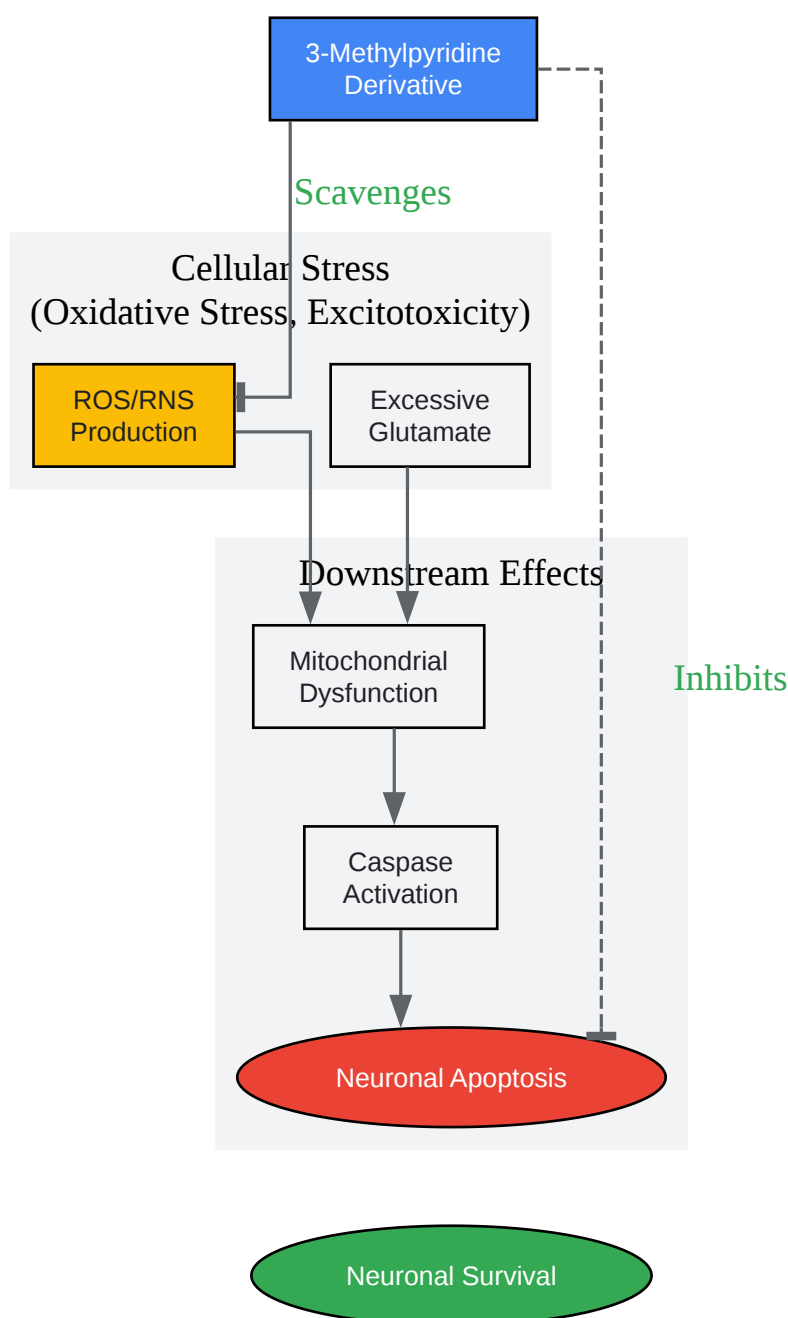 3-Methylpyridine
Derivative
Scavenges
Cellular Stress
(Oxidative Stress, Excitotoxicity)
ROS/RNS
Production
Excessive
Glutamate
Downstream Effects
Mitochondrial
Dysfunction
Inhibits
Caspase
Activation
Neuronal Apoptosis
Neuronal Survival